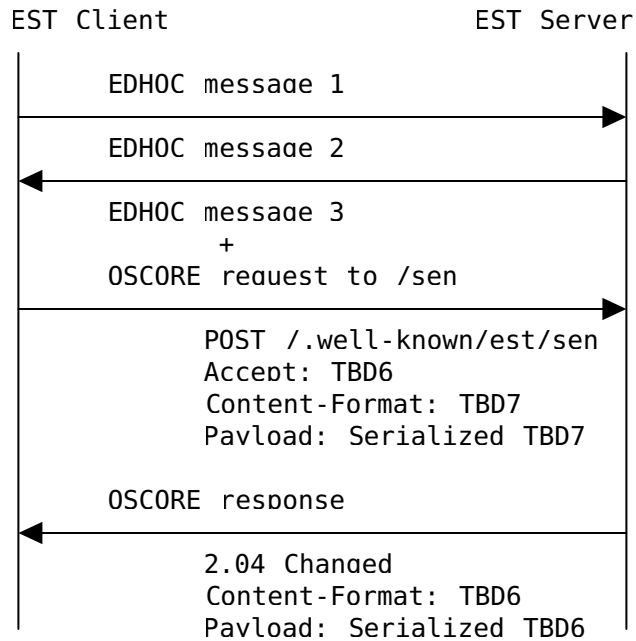 EST Client EST Server
EDHOC message 1
EDHOC message 2
EDHOC message 3
+
OSCORE request to /sen
POST /.well-known/est/sen
Accept: TBD6
Content-Format: TBD7
Payload: Serialized TBD7
OSCORE response
2.04 Changed
Content-Format: TBD6
Payload: Serialized TBD6